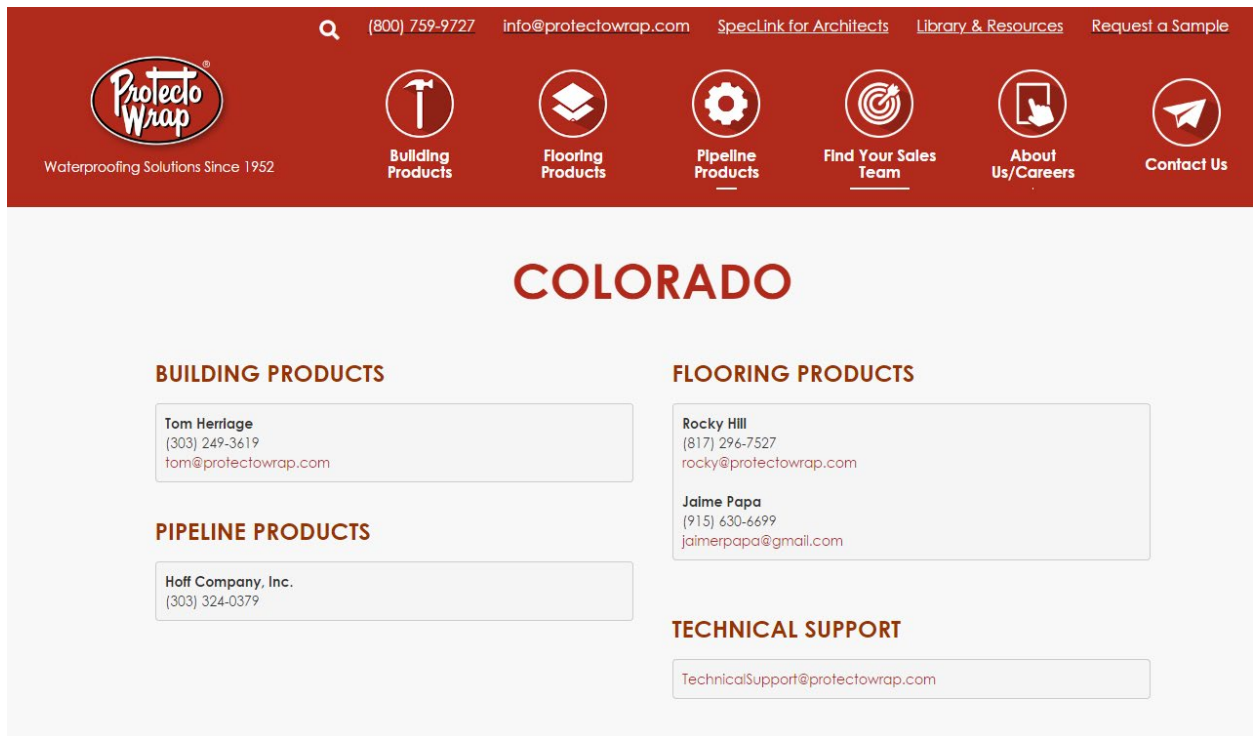 (800) 759-9727 info@protectowrap.com SpecLink for Architects Library & Resources Request a Sample
Protecto
Wrap
®
Waterproofing Solutions Since 1952
Building
Products
Flooring
Products
Pipeline
Products
Find Your Sales
Team
About
Us/Careers
Contact Us
COLORADO
BUILDING PRODUCTS
Tom Herriage
(303) 249-3619
tom@protectowrap.com
PIPELINE PRODUCTS
Hoff Company, Inc.
(303) 324-0379
FLOORING PRODUCTS
Rocky Hill
(817) 296-7527
rocky@protectowrap.com
Jaime Papa
(915) 630-6699
jaimerpapa@gmail.com
TECHNICAL SUPPORT
TechnicalSupport@protectowrap.com